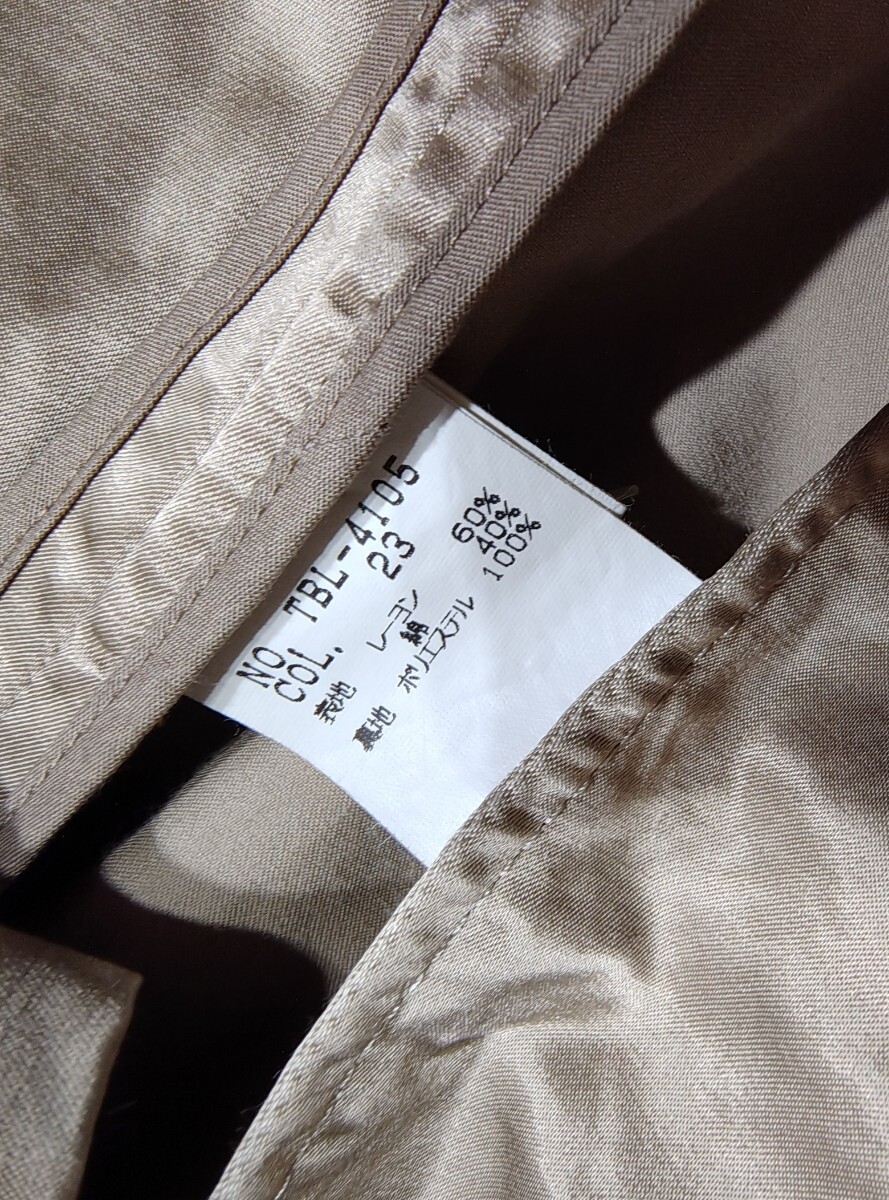 NO TBL-4105
COL. 23
表地 レーヨン 60%
綿 40%
裏地 ポリエステル 100%